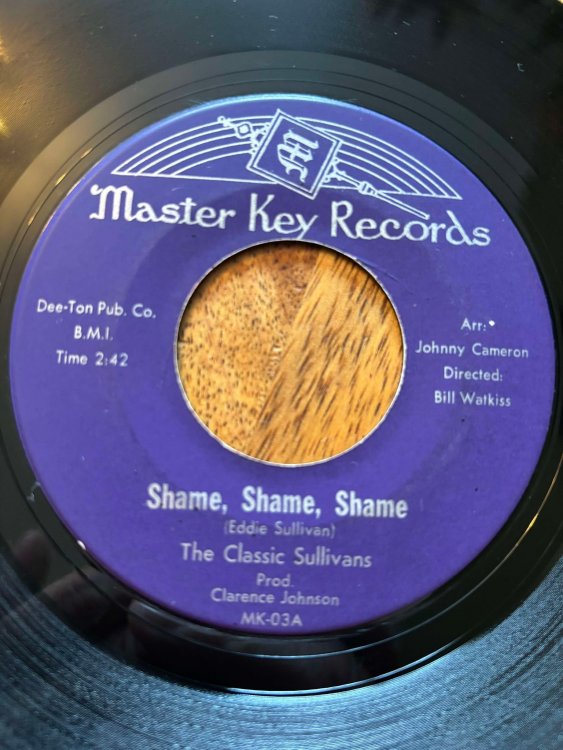 MK
Master Key Records
Dee-Ton Pub. Co.
B.M.I.
Time 2:42
Arr:
Johnny Cameron
Directed:
Bill Watkiss
Shame, Shame, Shame
(Eddie Sullivan)
The Classic Sullivans
Prod.
Clarence Johnson
MK-03A